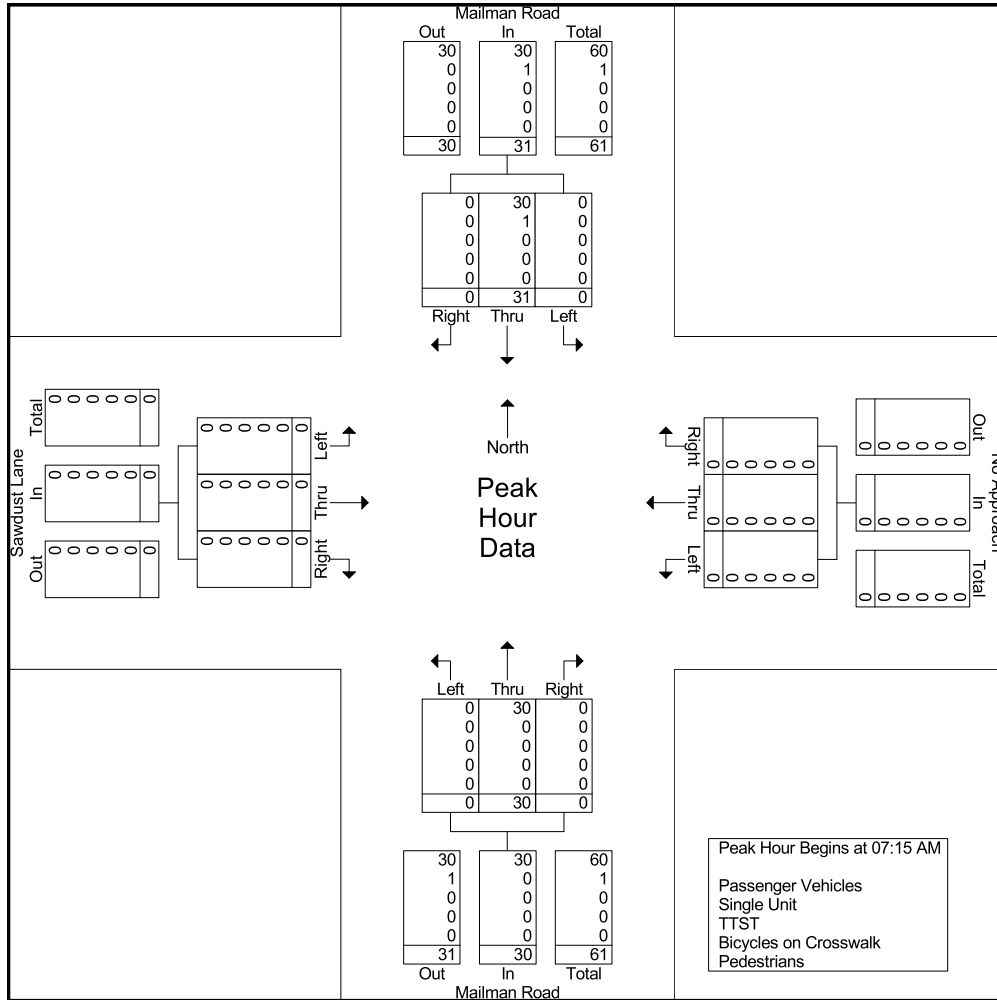 Mailman Road
Out In Total
30 30 60
0 1 1
0 0 0
0 0 0
0 0 0
30 31 61
0 30 0
0 1 0
0 0 0
0 0 0
0 0 0
0 31 0
Right Thru Left
Sawdust Lane
Total
0 0 0 0 0 0
In
0 0 0 0 0 0
Out
0 0 0 0 0 0
0 0 0 0 0 0
Left
0 0 0 0 0 0
Thru
0 0 0 0 0 0
Right
North
Peak
Hour
Data
Right
0 0 0 0 0 0
Thru
0 0 0 0 0 0
Left
0 0 0 0 0 0
Out
0 0 0 0 0 0
In
0 0 0 0 0 0
Total
0 0 0 0 0 0
No Approach
Left Thru Right
0 30 0
0 0 0
0 0 0
0 0 0
0 0 0
0 30 0
30 30 60
1 0 1
0 0 0
0 0 0
0 0 0
31 30 61
Out In Total
Mailman Road
Peak Hour Begins at 07:15 AM
Passenger Vehicles
Single Unit
TTST
Bicycles on Crosswalk
Pedestrians